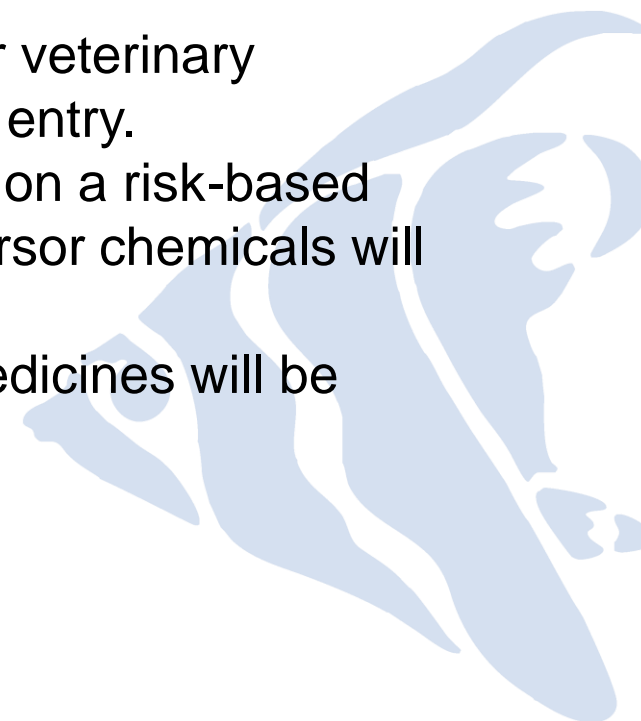 r veterinary
entry.
on a risk-based
rsor chemicals will
edicines will be